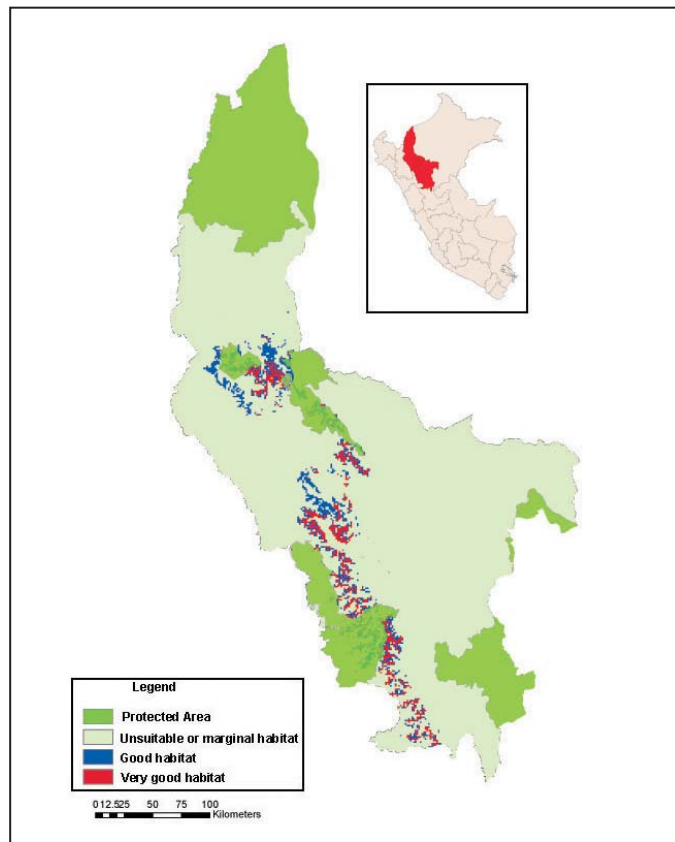 Legend
Protected Area
Unsuitable or marginal habitat
Good habitat
Very good habitat
0 12.5 25 50 75 100
Kilometers